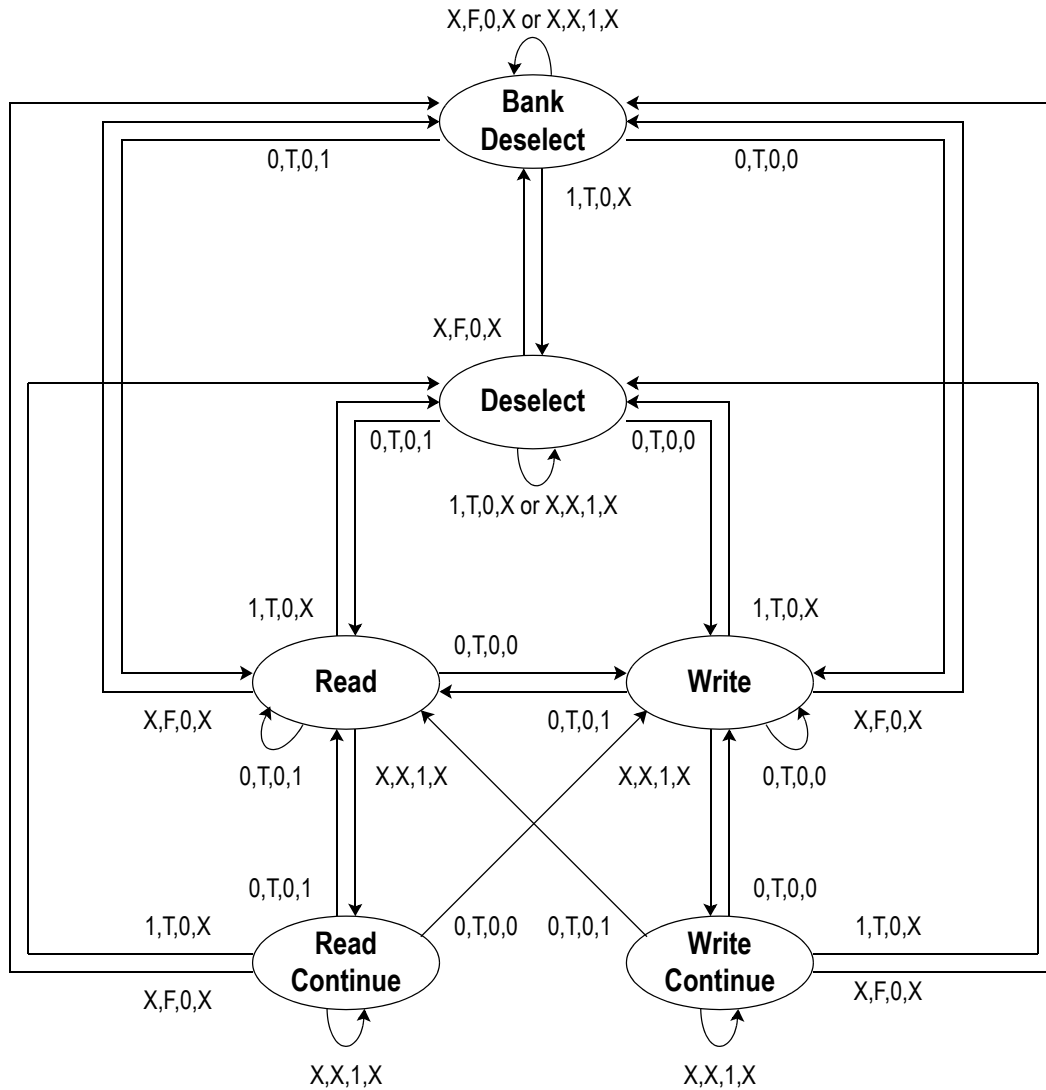 X,F,0,X or X,X,1,X
Bank
Deselect
0,T,0,1
0,T,0,0
1,T,0,X
X,F,0,X
Deselect
0,T,0,1
0,T,0,0
1,T,0,X or X,X,1,X
1,T,0,X
1,T,0,X
0,T,0,0
Read
Write
X,F,0,X
0,T,0,1
X,F,0,X
0,T,0,1
X,X,1,X
X,X,1,X
0,T,0,0
0,T,0,1
0,T,0,0
1,T,0,X
0,T,0,0
0,T,0,1
1,T,0,X
Read
Continue
Write
Continue
X,F,0,X
X,F,0,X
X,X,1,X
X,X,1,X